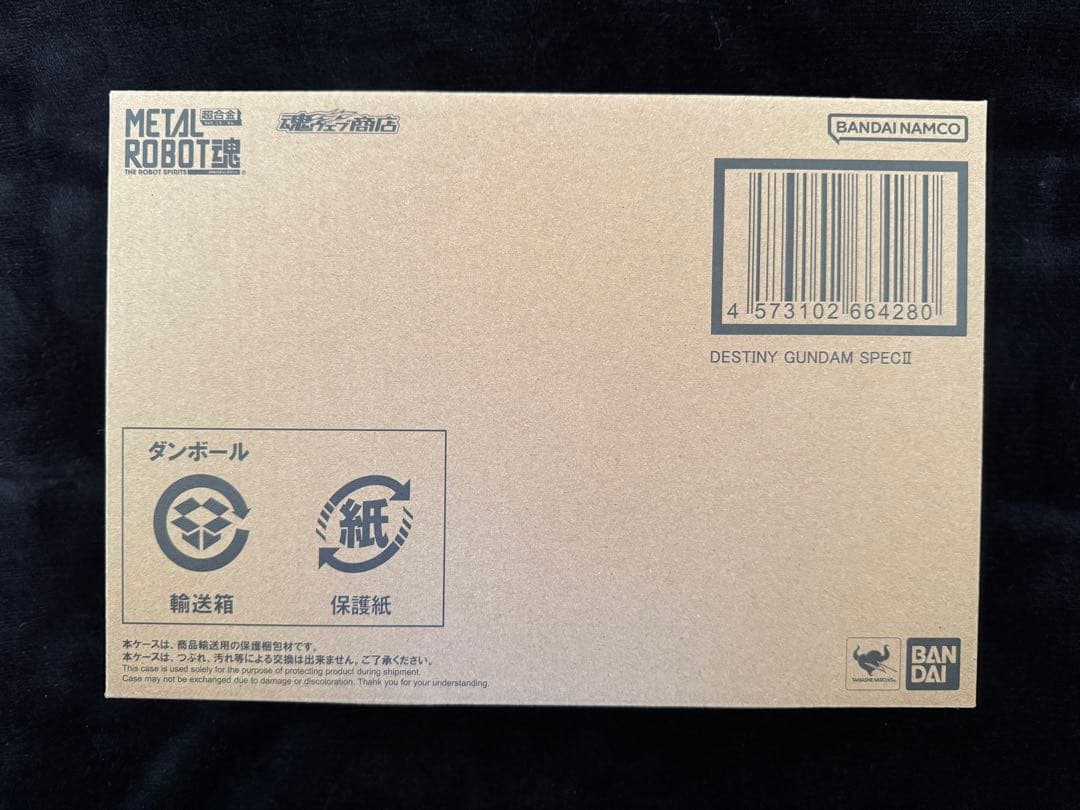 METAL 超合金
ROBOT魂
THE ROBOT SPIRITS
魂ウェブ商店
BANDAI NAMCO
4 573102 664280
DESTINY GUNDAM SPECⅡ
ダンボール
紙
輸送箱
保護紙
本ケースは、商品輸送用の保護梱包材です。
本ケースは、つぶれ、汚れ等による交換は出来ません。ご了承ください。
This case is used solely for the purpose of protecting product during shipment.
Case may not be exchanged due to damage or discoloration. Thank you for your understanding.
TAMASHII NATIONS
BAN
DAI